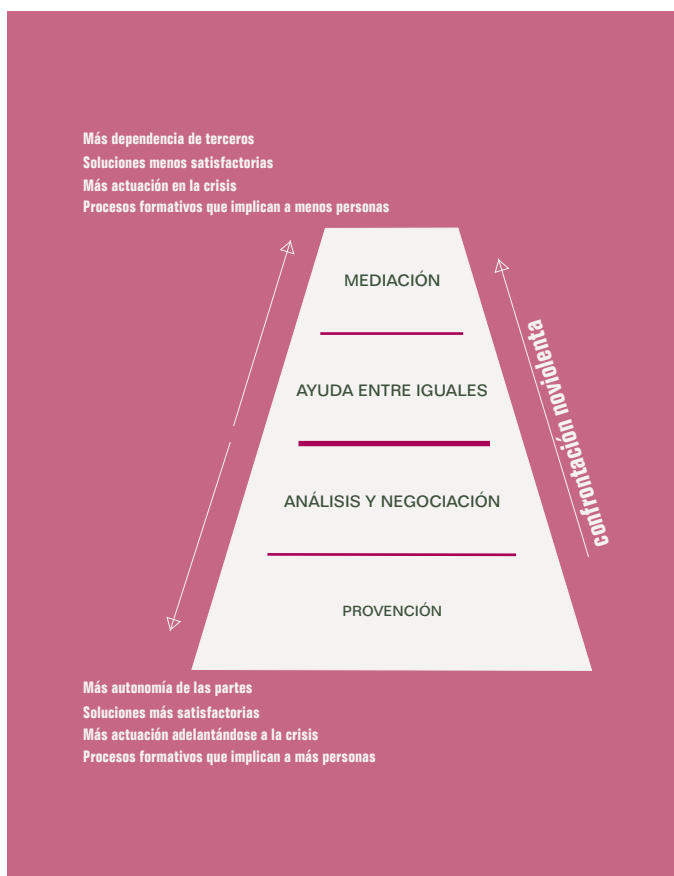 Más dependencia de terceros
Soluciones menos satisfactorias
Más actuación en la crisis
Procesos formativos que implican a menos personas
MEDIACIÓN
AYUDA ENTRE IGUALES
confrontación noviolenta
ANÁLISIS Y NEGOCIACIÓN
PROVENCIÓN
Más autonomía de las partes
Soluciones más satisfactorias
Más actuación adelantándose a la crisis
Procesos formativos que implican a más personas